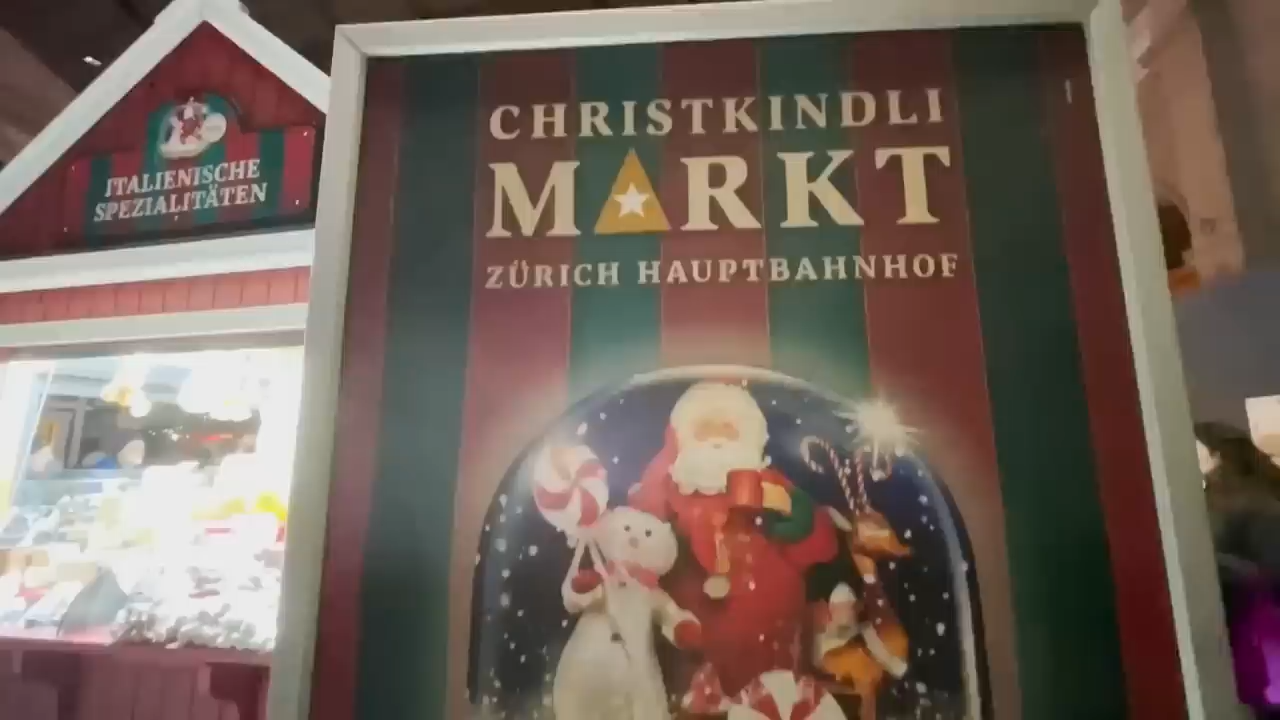 ITALIENISCHE
SPEZIALITÄTEN
CHRISTKINDLI
MARKT
ZÜRICH HAUPTBAHNHOF